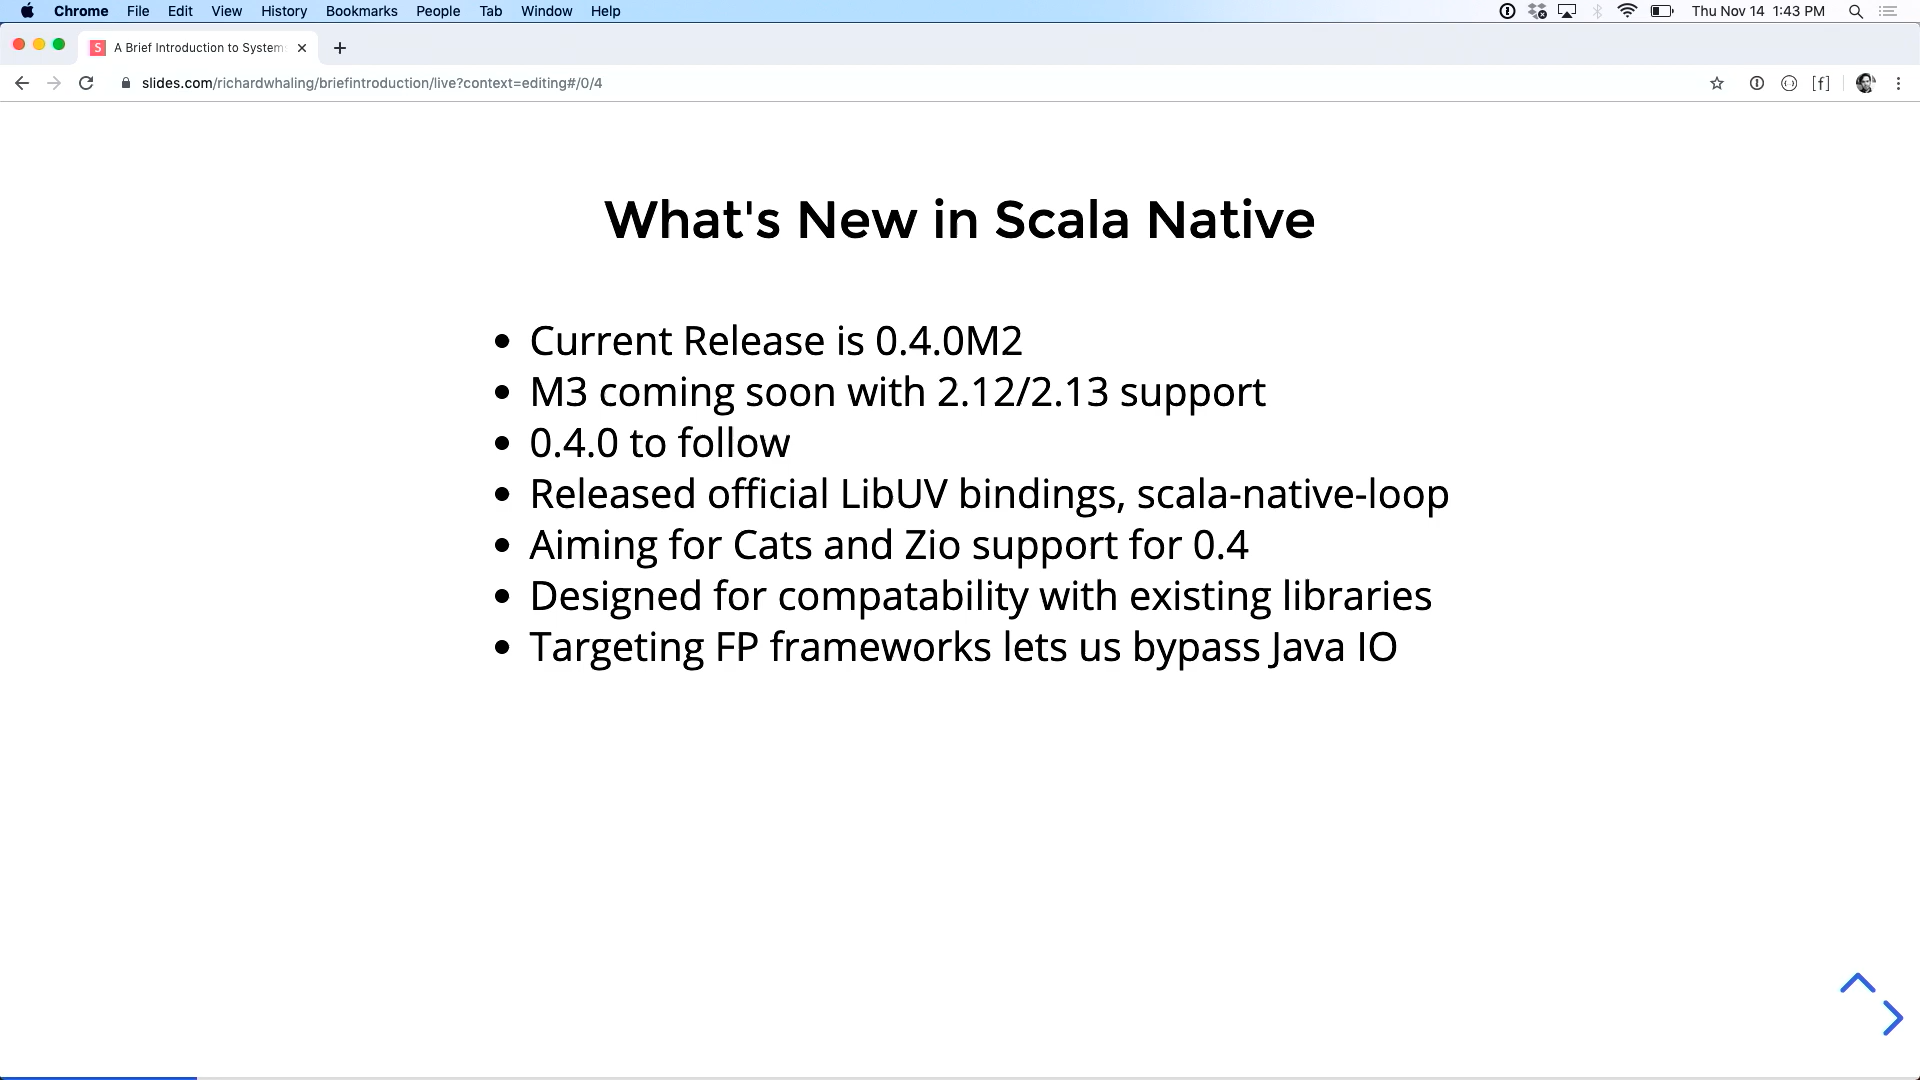 Chrome File Edit View History Bookmarks People Tab Window Help Thu Nov 14 1:43 PM
S A Brief Introduction to System
slides.com/richardwhaling/briefintroduction/live?context=editing#/0/4 [f]
What's New in Scala Native
• Current Release is 0.4.0M2
• M3 coming soon with 2.12/2.13 support
• 0.4.0 to follow
• Released official LibUV bindings, scala-native-loop
• Aiming for Cats and Zio support for 0.4
• Designed for compatability with existing libraries
• Targeting FP frameworks lets us bypass Java IO